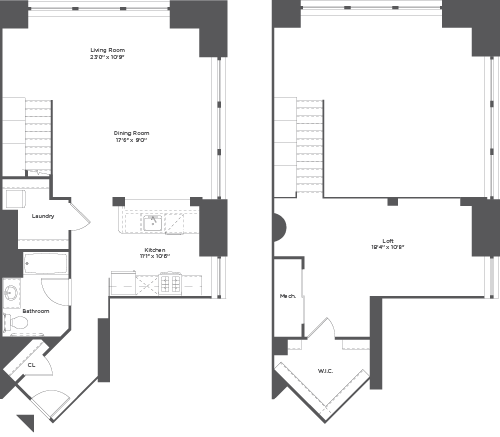 Living Room
23'0" x 10'9"
Dining Room
17'6" x 9'0"
Laundry
Kitchen
11'1" x 10'6"
Bathroom
CL
Loft
18'4" x 10'9"
Mech.
W.I.C.